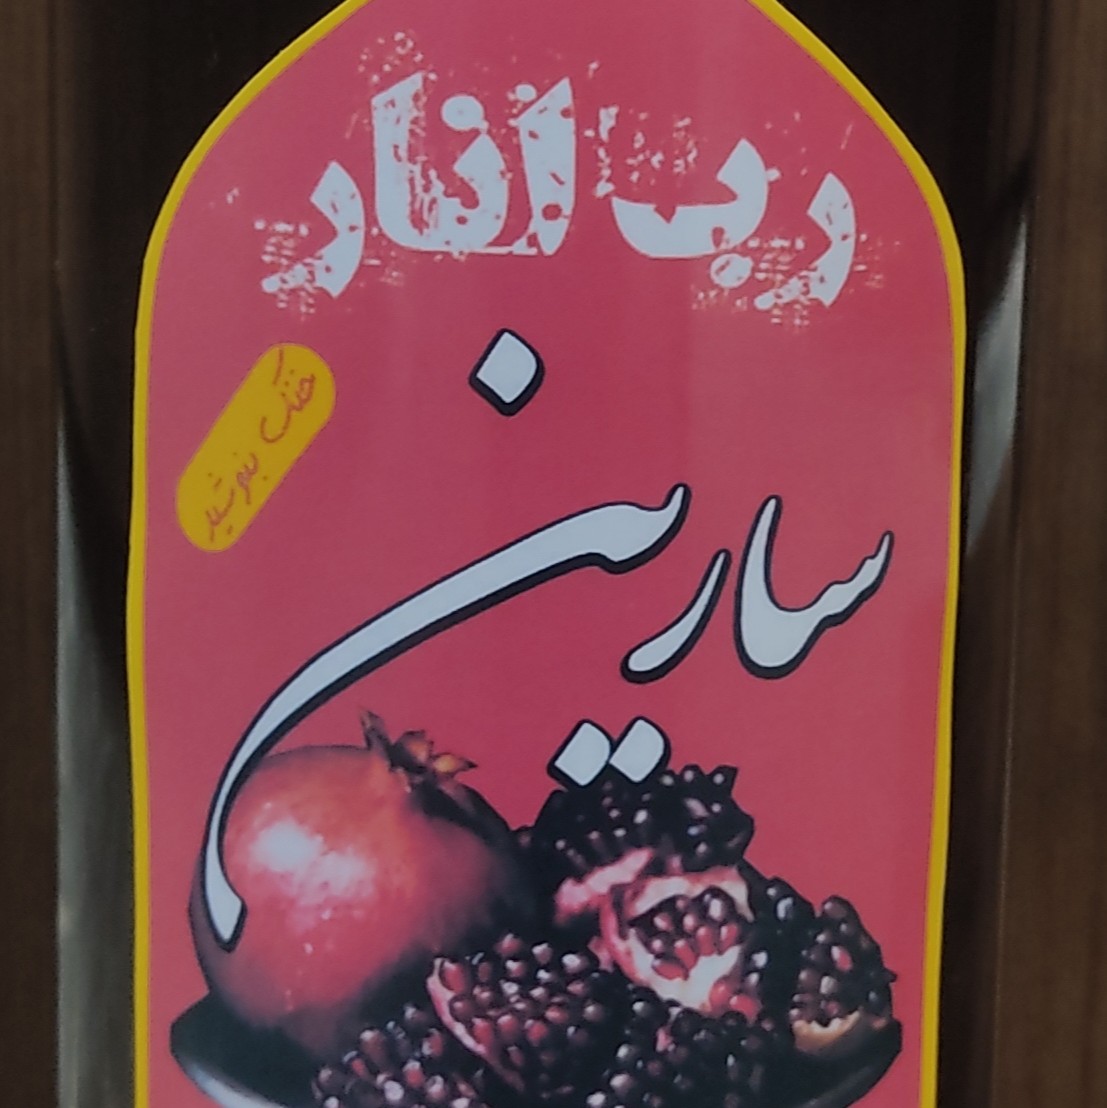 رب انار
سارین
خنک بنوشید